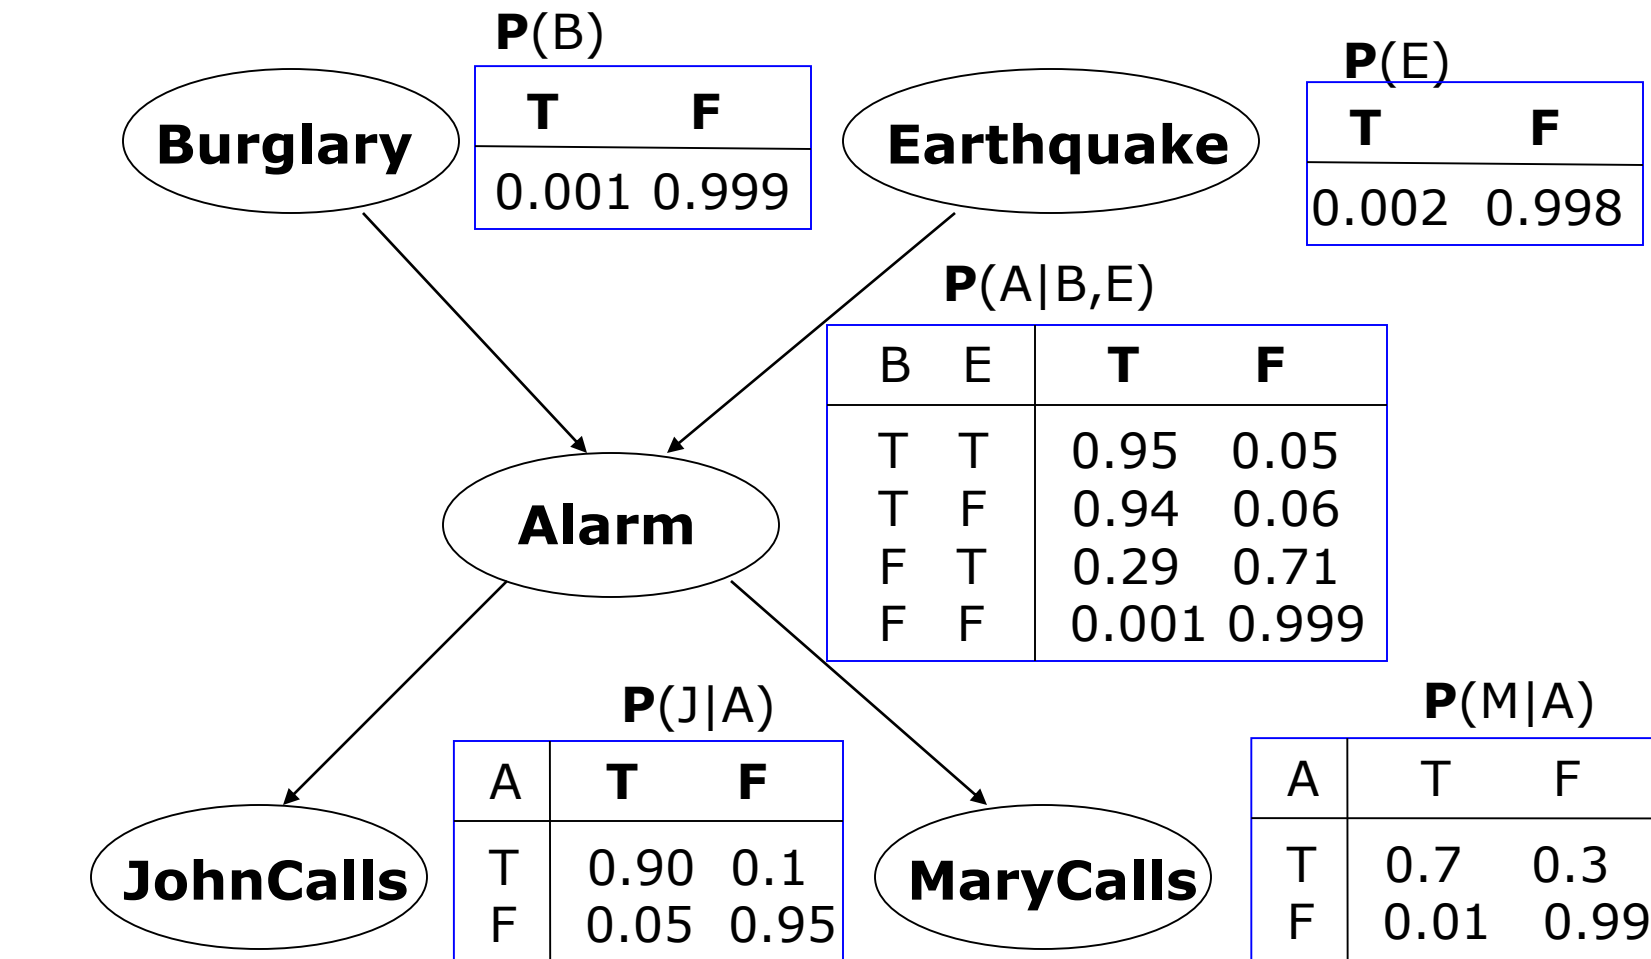 P(B)
T F
0.001 0.999
Burglary
Earthquake
P(E)
T F
0.002 0.998
P(A|B,E)
B E T F
T T 0.95 0.05
T F 0.94 0.06
F T 0.29 0.71
F F 0.001 0.999
Alarm
P(J|A)
A T F
T 0.90 0.1
F 0.05 0.95
JohnCalls
P(M|A)
A T F
T 0.7 0.3
F 0.01 0.99
MaryCalls